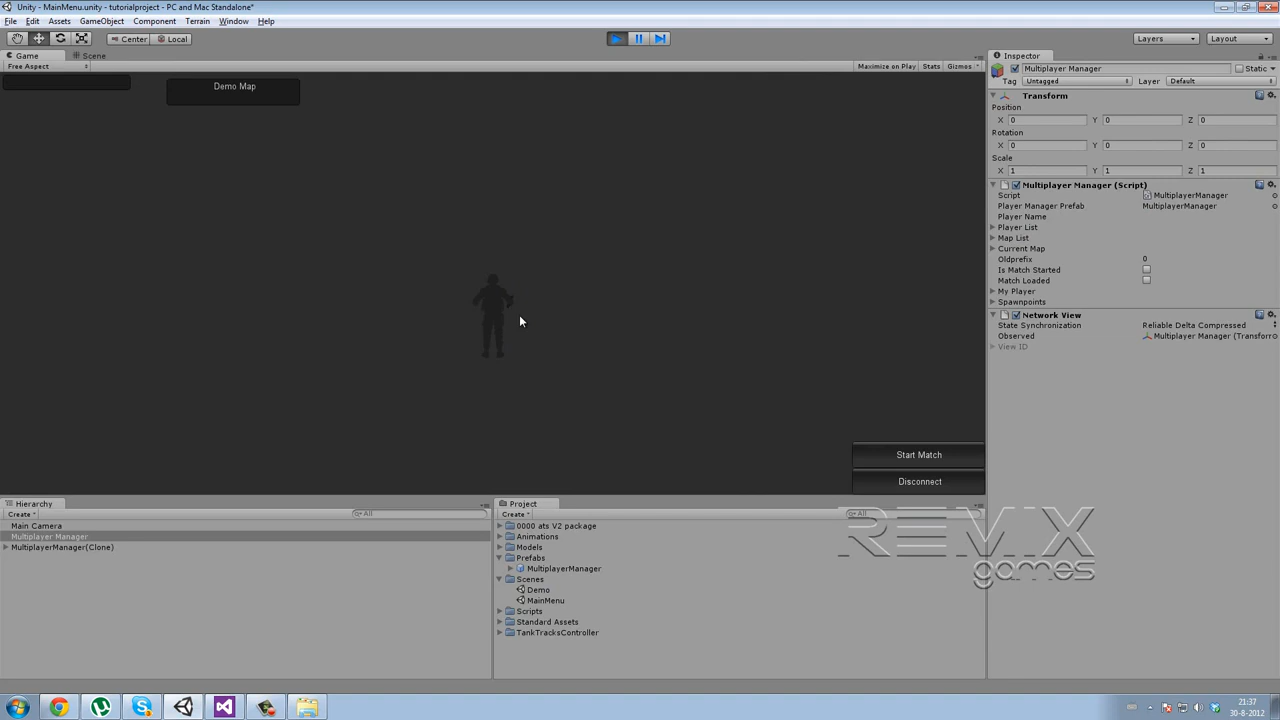 Unity - MainMenu.unity - tutorialproject - PC and Mac Standalone*
File Edit Assets GameObject Component Terrain Window Help
Center Local Layers Layout
Game Scene
Free Aspect Maximize on Play Stats Gizmos
Demo Map
Start Match
Disconnect
Inspector
Multiplayer Manager Static
Tag Untagged Layer Default
Transform
Position
X 0 Y 0 Z 0
Rotation
X 0 Y 0 Z 0
Scale
X 1 Y 1 Z 1
Multiplayer Manager (Script)
Script MultiplayerManager
Player Manager Prefab MultiplayerManager
Player Name
Player List
Map List
Current Map
Oldprefix 0
Is Match Started
Match Loaded
My Player
Spawnpoints
Network View
State Synchronization Reliable Delta Compressed
Observed Multiplayer Manager (Transform
View ID
Hierarchy
Create All
Main Camera
Multiplayer Manager
MultiplayerManager(Clone)
Project
Create All
0000 ats V2 package
Animations
Models
Prefabs
MultiplayerManager
Scenes
Demo
MainMenu
Scripts
Standard Assets
TankTracksController
REMIX
games
21:37
30-8-2012